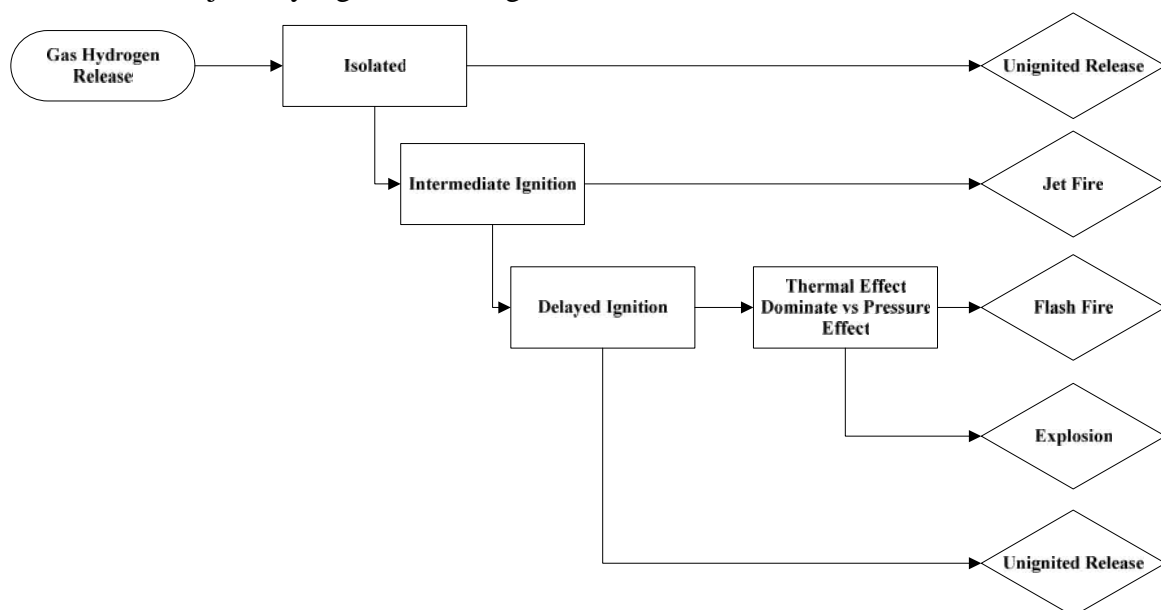 Gas Hydrogen
Release
Isolated
Unignited Release
Intermediate Ignition
Jet Fire
Delayed Ignition
Thermal Effect
Dominate vs Pressure
Effect
Flash Fire
Explosion
Unignited Release